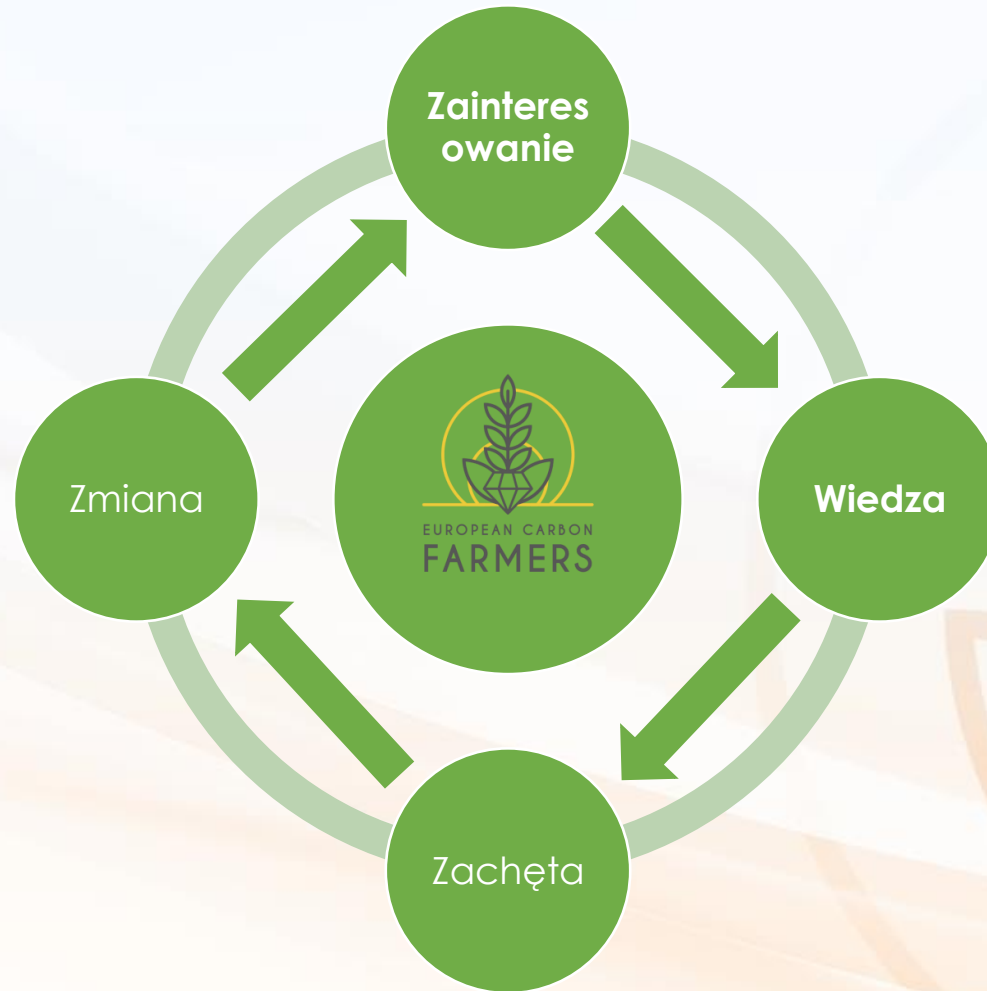 Zainteres
owanie
Zmiana
EUROPEAN CARBON
FARMERS
Wiedza
Zachęta